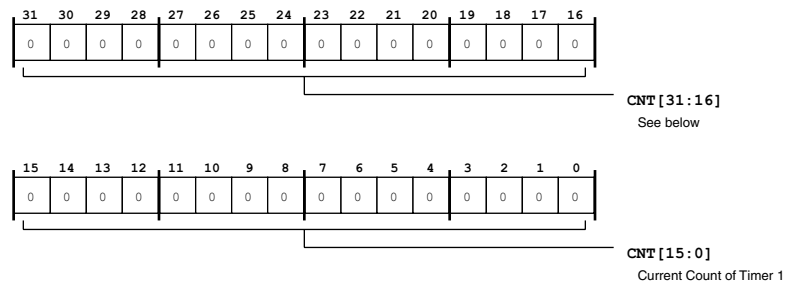 31 30 29 28 27 26 25 24 23 22 21 20 19 18 17 16
0 0 0 0 0 0 0 0 0 0 0 0 0 0 0 0
CNT[31:16]
See below
15 14 13 12 11 10 9 8 7 6 5 4 3 2 1 0
0 0 0 0 0 0 0 0 0 0 0 0 0 0 0 0
CNT[15:0]
Current Count of Timer 1